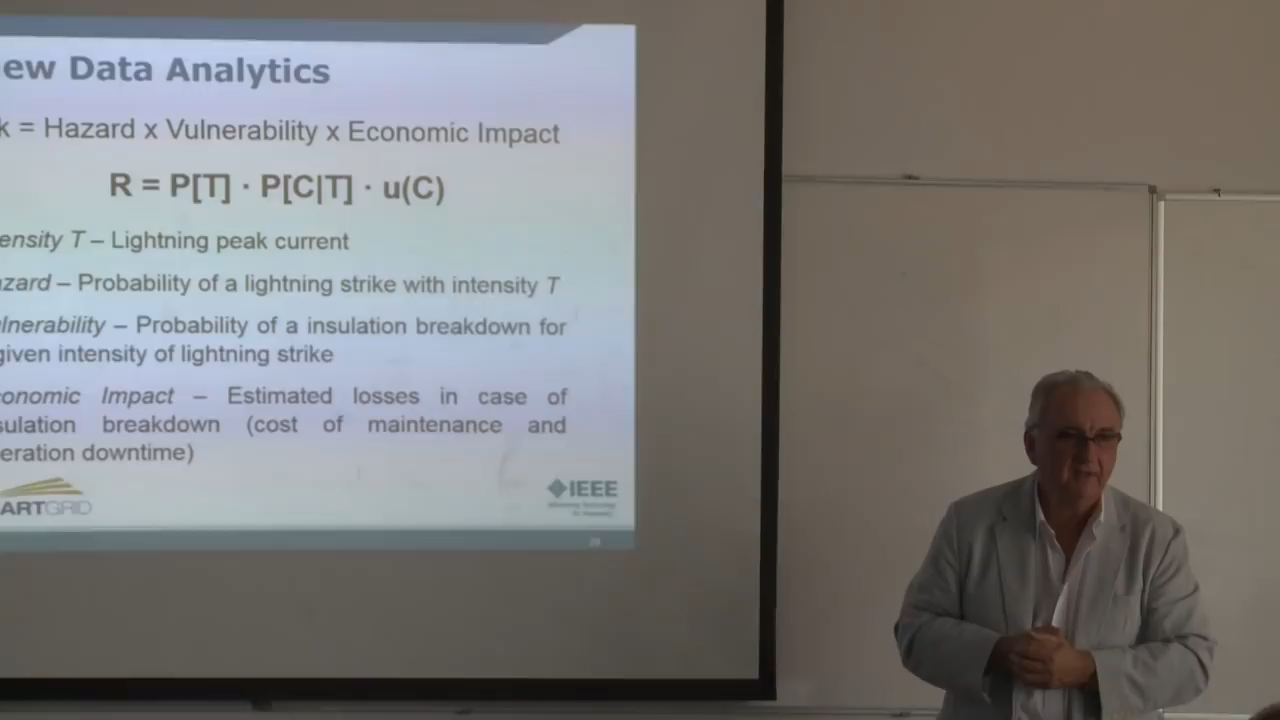 ew Data Analytics
k = Hazard x Vulnerability x Economic Impact
R = P[T] · P[C|T] · u(C)
ensity T – Lightning peak current
zard – Probability of a lightning strike with intensity T
lnerability – Probability of a insulation breakdown for
given intensity of lightning strike
onomic Impact – Estimated losses in case of
sulation breakdown (cost of maintenance and
eration downtime)
ARTGRID
IEEE